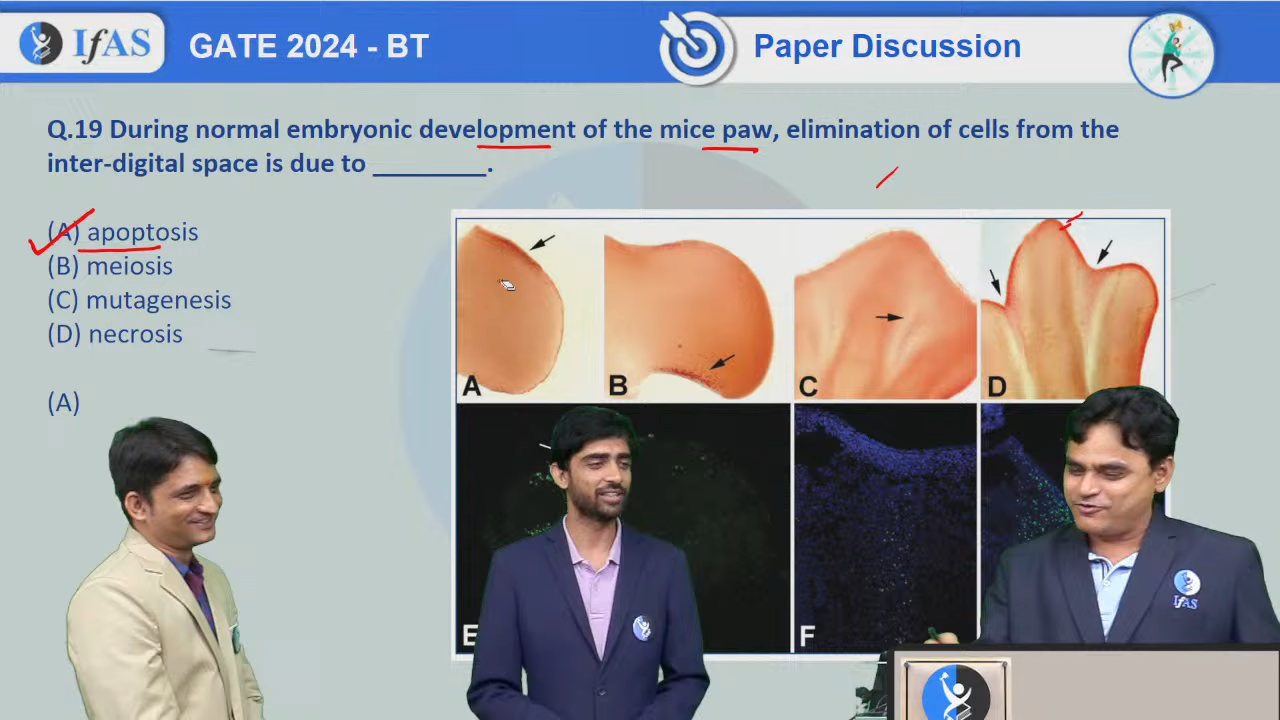 IfAS
GATE 2024 - BT
Paper Discussion
Q.19 During normal embryonic development of the mice paw, elimination of cells from the
inter-digital space is due to ________.
(A) apoptosis
(B) meiosis
(C) mutagenesis
(D) necrosis
(A)
A
B
C
D
E
F
IfAS